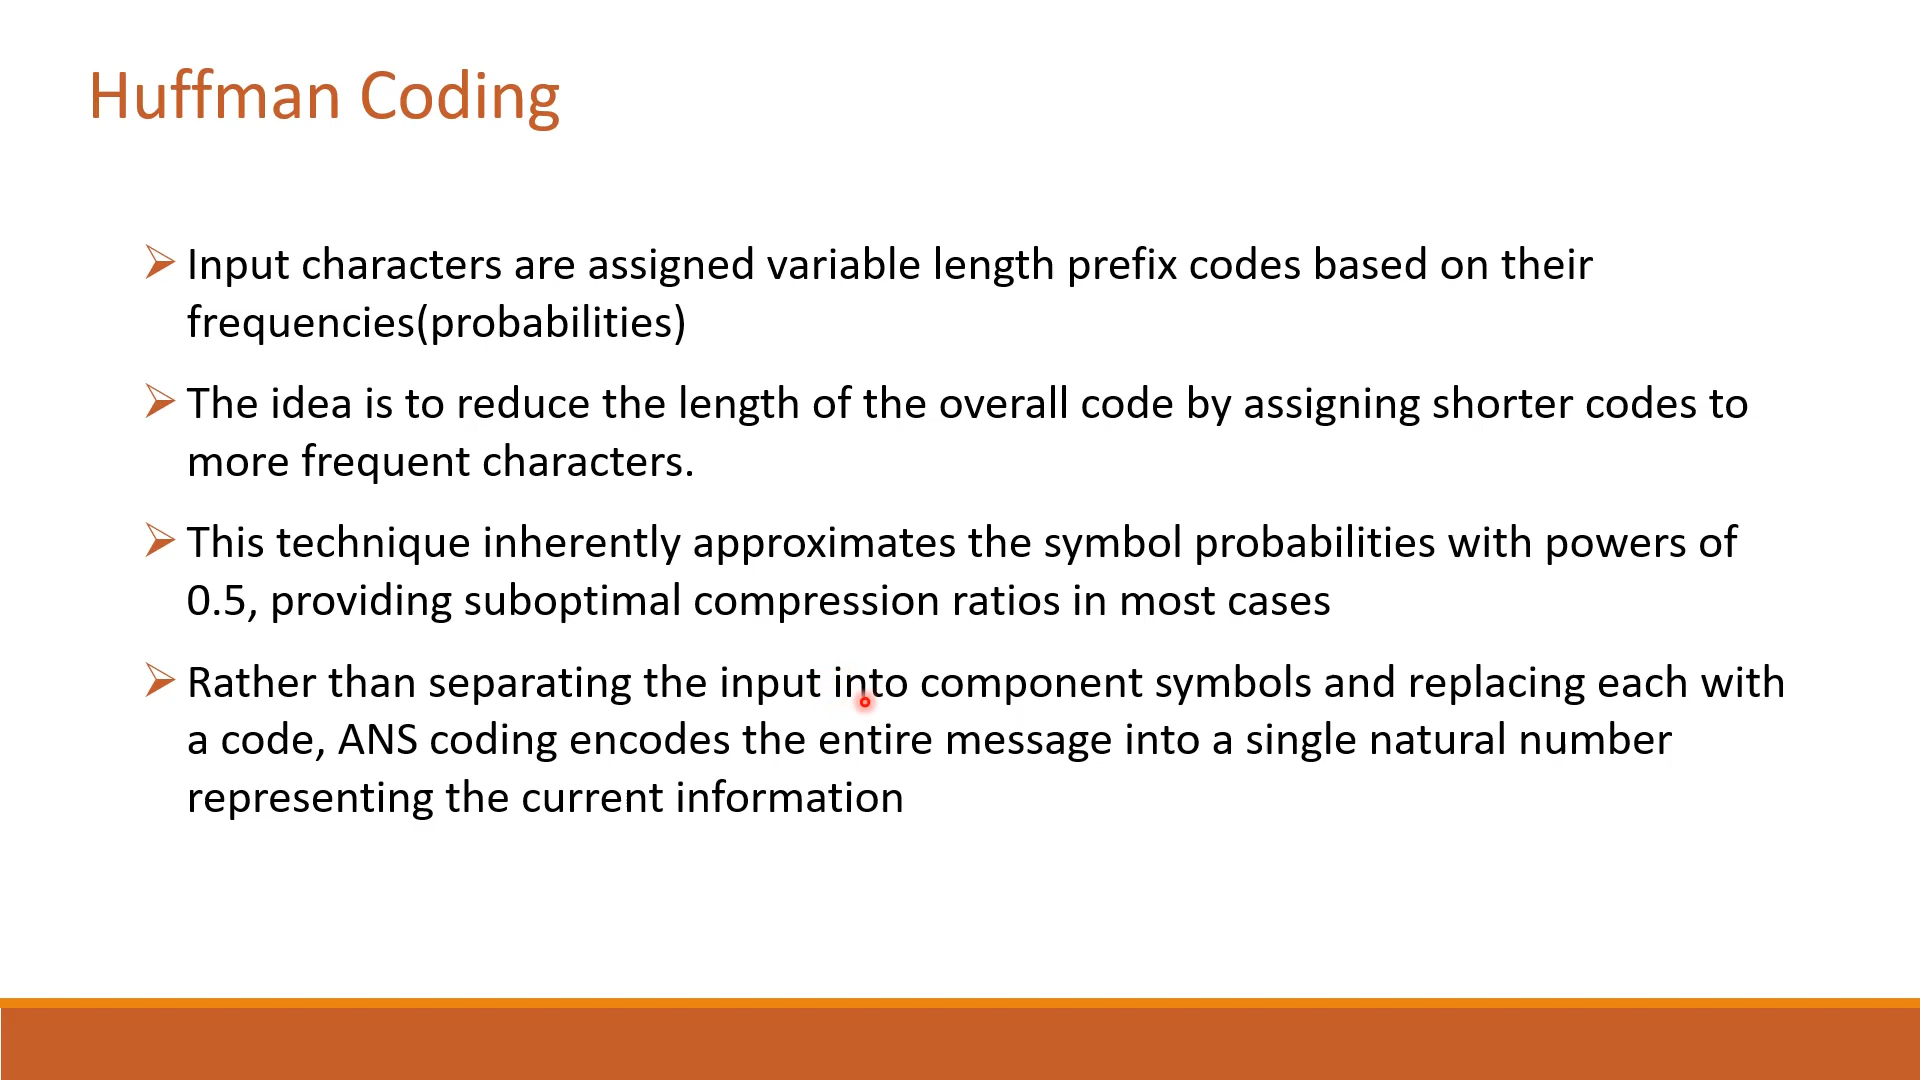 Huffman Coding
Input characters are assigned variable length prefix codes based on their
frequencies(probabilities)
The idea is to reduce the length of the overall code by assigning shorter codes to
more frequent characters.
This technique inherently approximates the symbol probabilities with powers of
0.5, providing suboptimal compression ratios in most cases
Rather than separating the input into component symbols and replacing each with
a code, ANS coding encodes the entire message into a single natural number
representing the current information